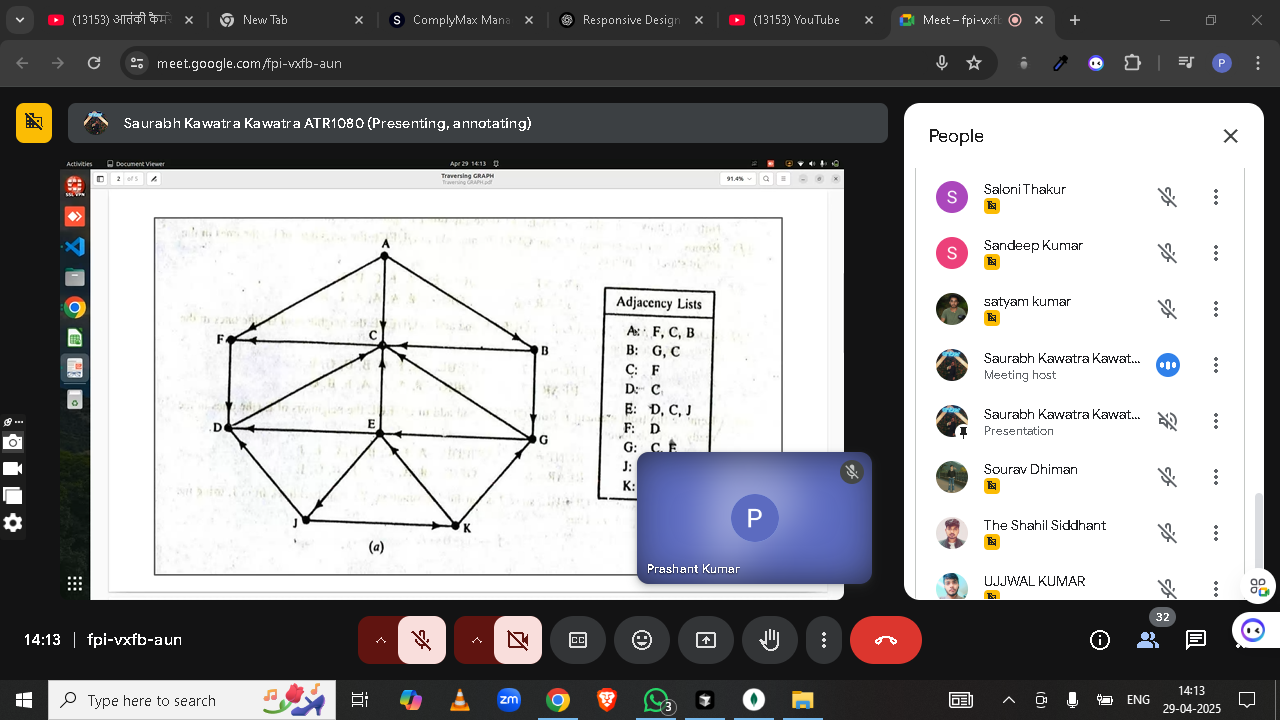 (13153) आतंकी कैम
New Tab
ComplyMax Interna
Responsive Design
(13153) YouTube
Meet – fpi-vxfb
meet.google.com/fpi-vxfb-aun
P
Saurabh Kawatra Kawatra ATR1080 (Presenting, annotating)
People
Activities
Document Viewer
Apr 29 14:13
2 of 5
Traversing GRAPH
Traversing GRAPH.pdf
91.4%
SSL VPN
A
F
C
B
D
E
G
J
K
(a)
Adjacency Lists
A: F, C, B
B: G, C
C: F
D: C
E: D, C, J
F: D
G: C, E
J:
K:
P
Prashant Kumar
S
Saloni Thakur
S
Sandeep Kumar
satyam kumar
Saurabh Kawatra Kawat...
Meeting host
Saurabh Kawatra Kawat...
Presentation
Sourav Dhiman
The Shahil Siddhant
UJJWAL KUMAR
14:13 | fpi-vxfb-aun
32
Type here to search
zm
3
ENG
14:13
29-04-2025